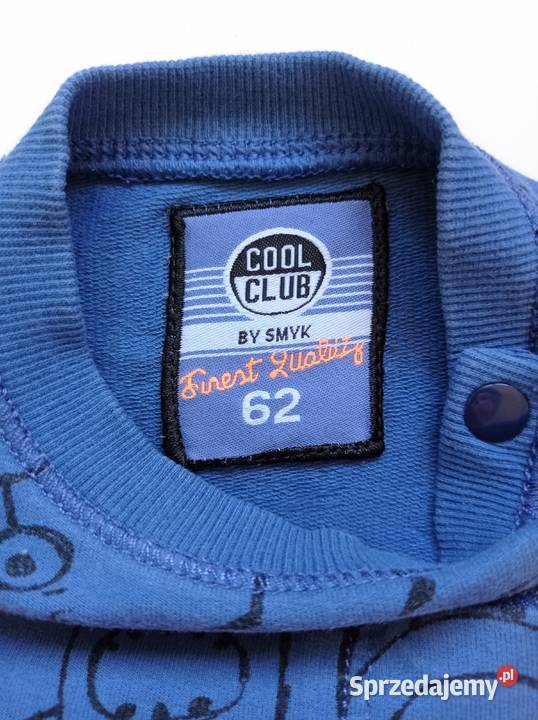 COOL
CLUB
BY SMYK
Finest Quality
62
Sprzedajemy.pl